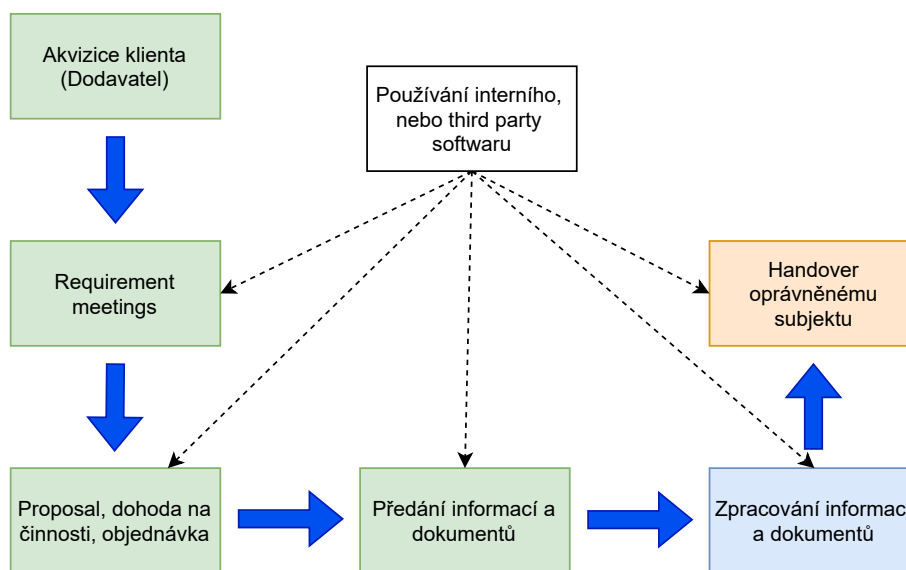 Akvizice klienta
(Dodavatel)
Používání interního,
nebo third party
softwaru
Requirement
meetings
Handover
oprávněnému
subjektu
Proposal, dohoda na
činnosti, objednávka
Předání informací a
dokumentů
Zpracování informac
a dokumentů